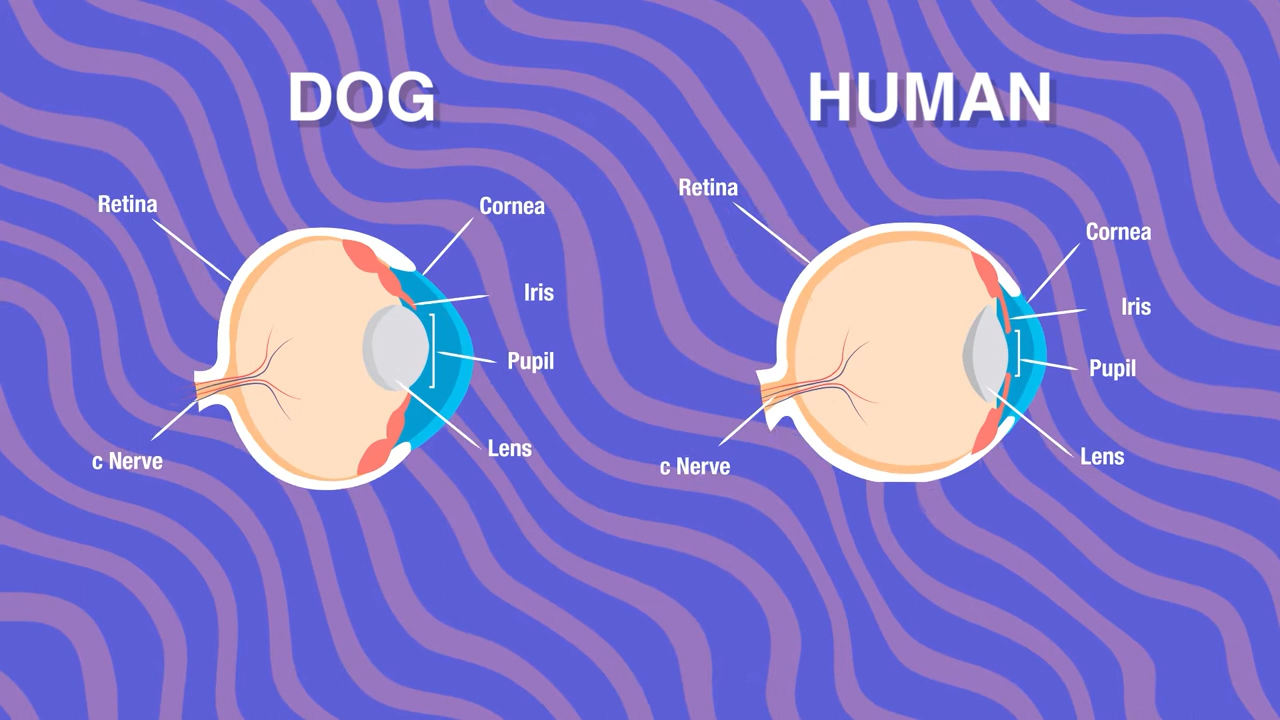 DOG
Retina
Cornea
Iris
Pupil
Lens
c Nerve
HUMAN
Retina
Cornea
Iris
Pupil
Lens
c Nerve